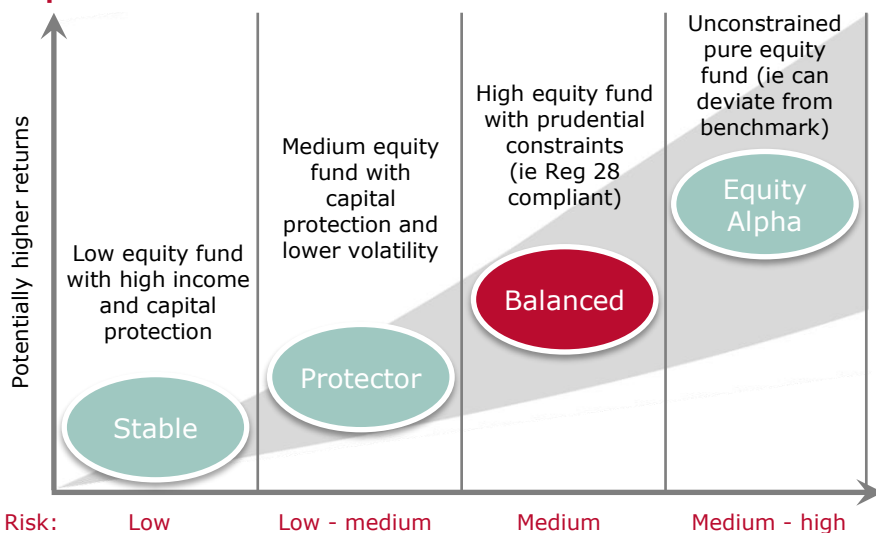 Potentially higher returns
Low equity fund
with high income
and capital
protection
Stable
Medium equity
fund with
capital
protection and
lower volatility
Protector
High equity fund
with prudential
constraints
(ie Reg 28
compliant)
Balanced
Unconstrained
pure equity
fund (ie can
deviate from
benchmark)
Equity
Alpha
Risk: Low Low - medium Medium Medium - high